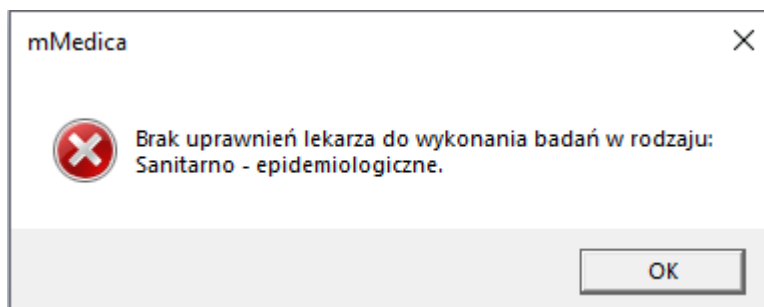 mMedica
Brak uprawnień lekarza do wykonania badań w rodzaju:
Sanitarno - epidemiologiczne.
OK